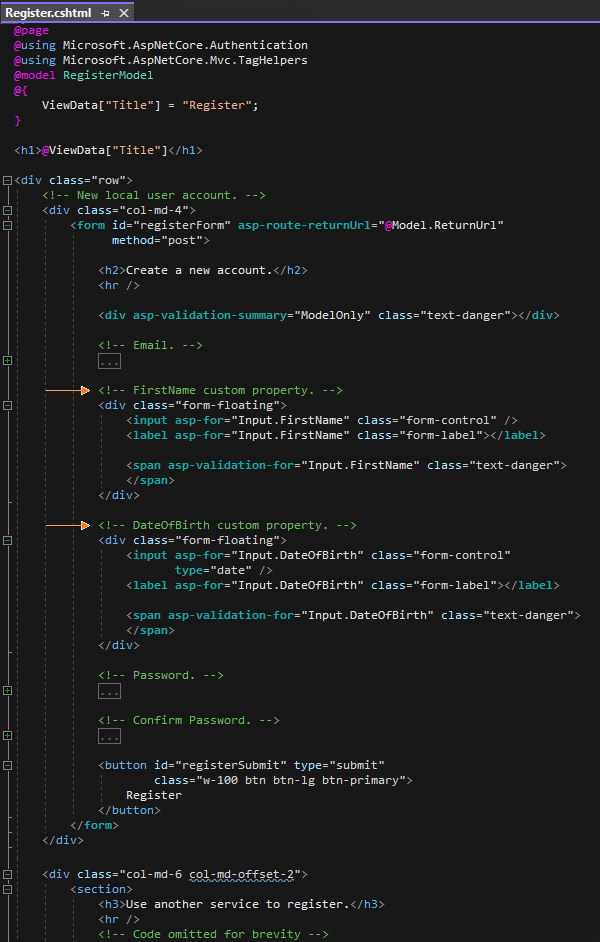 Register.cshtml
@page
@using Microsoft.AspNetCore.Authentication
@using Microsoft.AspNetCore.Mvc.TagHelpers
@model RegisterModel
@{
    ViewData["Title"] = "Register";
}
<h1>@ViewData["Title"]</h1>
<div class="row">
    <!-- New local user account. -->
    <div class="col-md-4">
        <form id="registerForm" asp-route-returnUrl="@Model.ReturnUrl"
              method="post">
            <h2>Create a new account.</h2>
            <hr />
            <div asp-validation-summary="ModelOnly" class="text-danger"></div>
            <!-- Email. -->
            ...
            <!-- FirstName custom property. -->
            <div class="form-floating">
                <input asp-for="Input.FirstName" class="form-control" />
                <label asp-for="Input.FirstName" class="form-label"></label>
                <span asp-validation-for="Input.FirstName" class="text-danger">
                </span>
            </div>
            <!-- DateOfBirth custom property. -->
            <div class="form-floating">
                <input asp-for="Input.DateOfBirth" class="form-control"
                       type="date" />
                <label asp-for="Input.DateOfBirth" class="form-label"></label>
                <span asp-validation-for="Input.DateOfBirth" class="text-danger">
                </span>
            </div>
            <!-- Password. -->
            ...
            <!-- Confirm Password. -->
            ...
            <button id="registerSubmit" type="submit"
                    class="w-100 btn btn-lg btn-primary">
                Register
            </button>
        </form>
    </div>
    <div class="col-md-6 col-md-offset-2">
        <section>
            <h3>Use another service to register.</h3>
            <hr />
            <!-- Code omitted for brevity -->